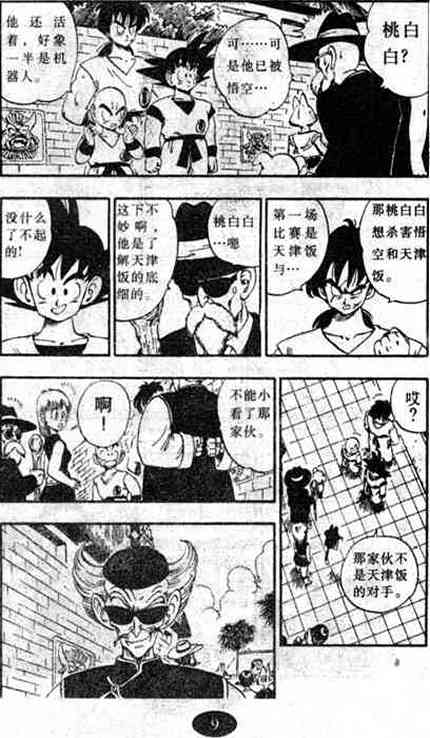 桃白
白？
可……可
是他已被
悟空…
他还活
着，好象
一半是机
器人。
那桃白白
想杀害悟
空和天津
饭。
第一场
比赛是
天津饭
与…
桃白白
…嗯
这下不
妙啊，
他是了
解天津
饭的底
细的。
没什么
了不起
的！
哎？
那家伙不
是天津饭
的对手。
不能小
看了那
家伙。
啊！
9